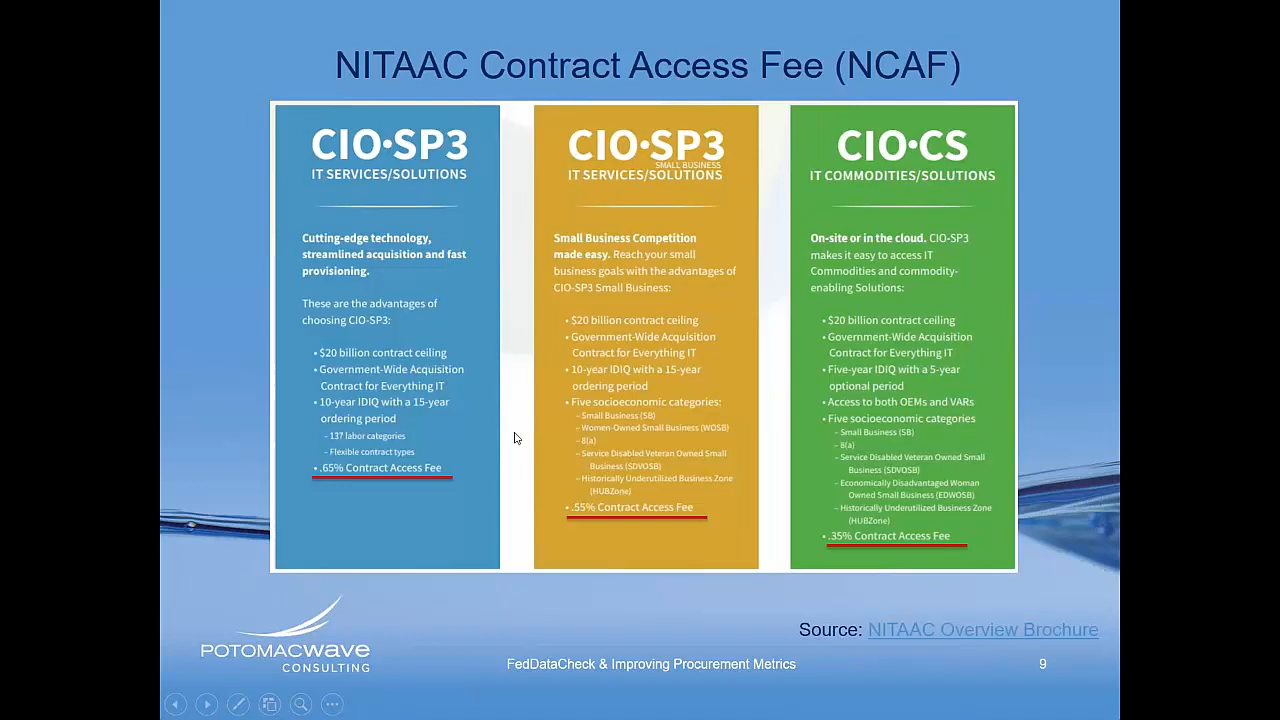 NITAAC Contract Access Fee (NCAF)
CIO•SP3
IT SERVICES/SOLUTIONS
Cutting-edge technology,
streamlined acquisition and fast
provisioning.
These are the advantages of
choosing CIO-SP3:
• $20 billion contract ceiling
• Government-Wide Acquisition
Contract for Everything IT
• 10-year IDIQ with a 15-year
ordering period
– 137 labor categories
– Flexible contract types
• .65% Contract Access Fee
CIO•SP3
SMALL BUSINESS
IT SERVICES/SOLUTIONS
Small Business Competition
made easy. Reach your small
business goals with the advantages of
CIO-SP3 Small Business:
• $20 billion contract ceiling
• Government-Wide Acquisition
Contract for Everything IT
• 10-year IDIQ with a 15-year
ordering period
• Five socioeconomic categories:
– Small Business (SB)
– Women-Owned Small Business (WOSB)
– 8(a)
– Service Disabled Veteran Owned Small
Business (SDVOSB)
– Historically Underutilized Business Zone
(HUBZone)
• .55% Contract Access Fee
CIO•CS
IT COMMODITIES/SOLUTIONS
On-site or in the cloud. CIO-SP3
makes it easy to access IT
Commodities and commodity-
enabling Solutions:
• $20 billion contract ceiling
• Government-Wide Acquisition
Contract for Everything IT
• Five-year IDIQ with a 5-year
optional period
• Access to both OEMs and VARs
• Five socioeconomic categories
– Small Business (SB)
– 8(a)
– Service Disabled Veteran Owned Small
Business (SDVOSB)
– Economically Disadvantaged Woman
Owned Small Business (EDWOSB)
– Historically Underutilized Business Zone
(HUBZone)
• .35% Contract Access Fee
Source: NITAAC Overview Brochure
POTOMACwave
CONSULTING
FedDataCheck & Improving Procurement Metrics
9